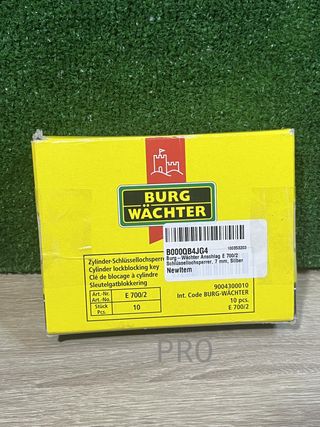 BURG
WÄCHTER
B000QB4JG4
100353203
Burg - Wächter Anschlag E 700/2
Schlüssellochsperrer, 7 mm, Silber
NewItem
Zylinder-Schlüssellochsperre
Cylinder lockblocking key
Clé de blocage à cylindre
Sleutelgatblokkering
Art.-Nr.
Art.-No.
E 700/2
Stück
Pcs.
10
9004300010
Int. Code BURG-WÄCHTER
10 pcs.
E 700/2
PRO